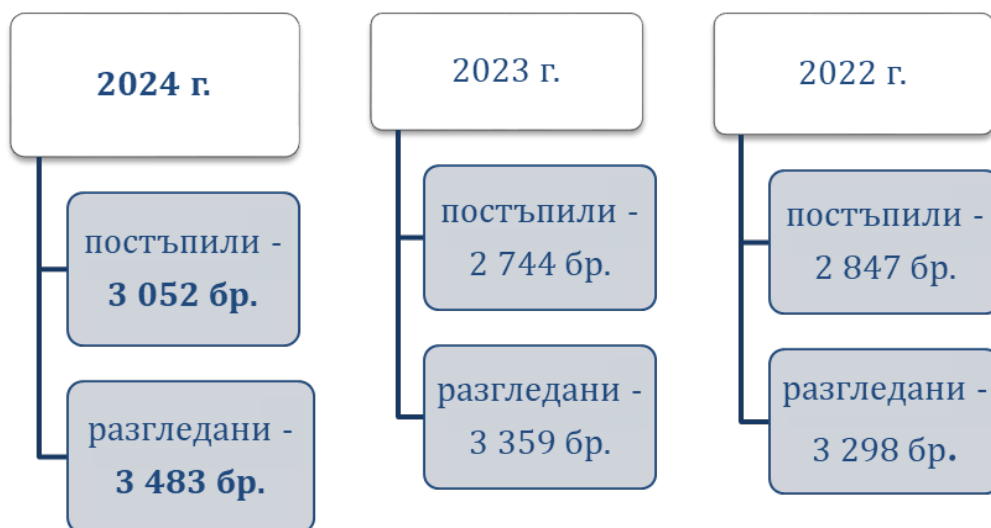 2024 г.
постъпили -
3 052 бр.
разгледани -
3 483 бр.
2023 г.
постъпили -
2 744 бр.
разгледани -
3 359 бр.
2022 г.
постъпили -
2 847 бр.
разгледани -
3 298 бр.